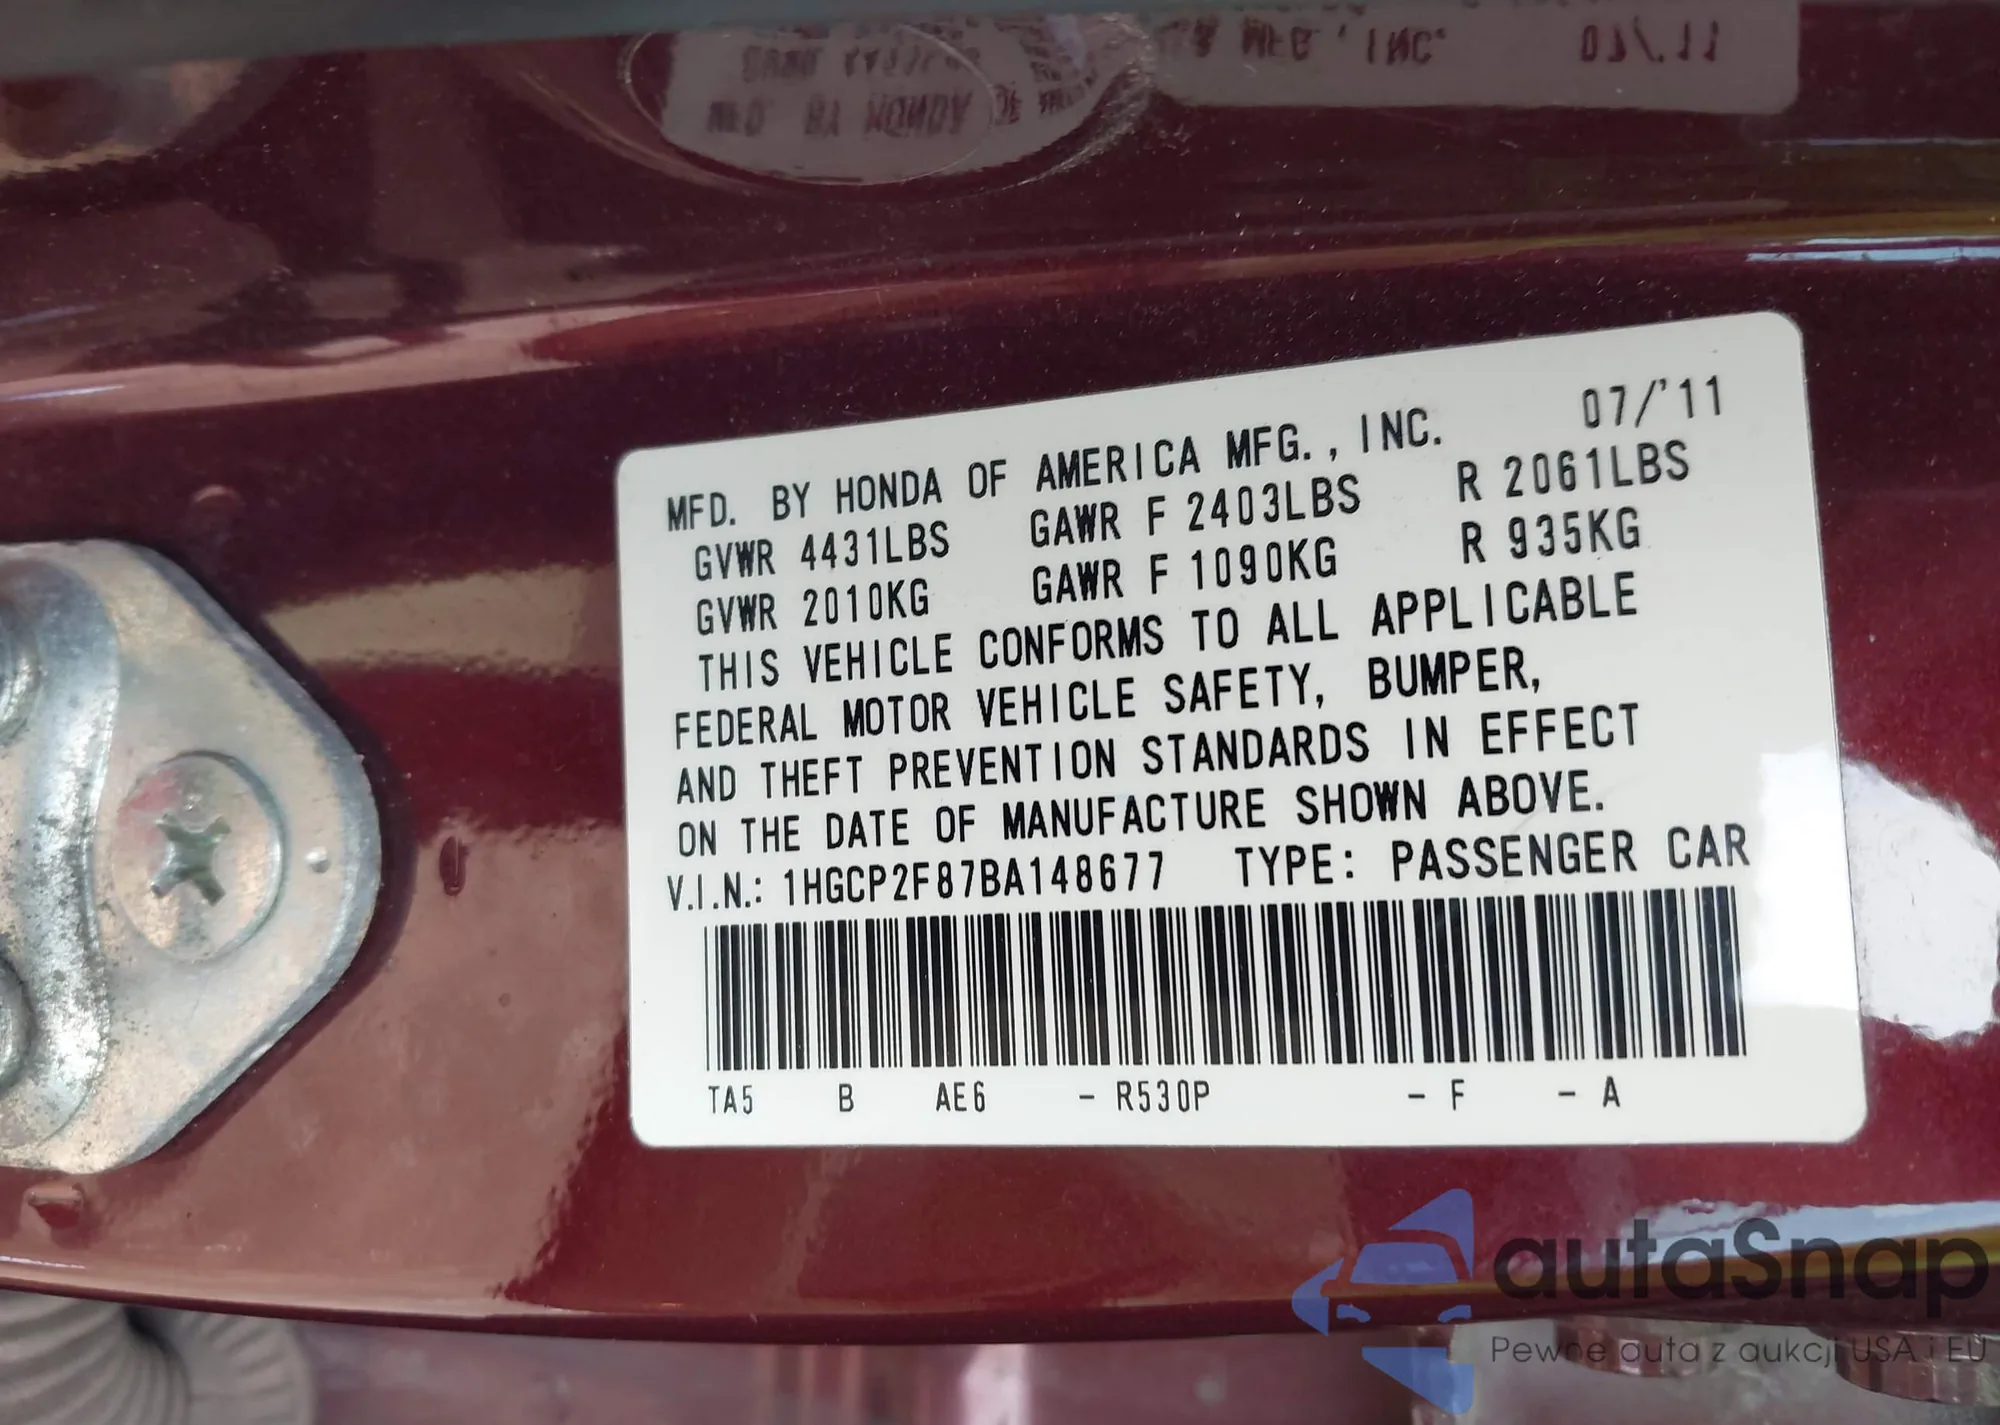 MFD. BY HONDA OF AMERICA MFG., INC. 07/'11
GVWR 4431LBS GAWR F 2403LBS R 2061LBS
GVWR 2010KG GAWR F 1090KG R 935KG
THIS VEHICLE CONFORMS TO ALL APPLICABLE
FEDERAL MOTOR VEHICLE SAFETY, BUMPER,
AND THEFT PREVENTION STANDARDS IN EFFECT
ON THE DATE OF MANUFACTURE SHOWN ABOVE.
V.I.N.: 1HGCP2F87BA148677 TYPE: PASSENGER CAR
TA5 B AE6 - R530P - F - A
autaSnap
Pewne auta z aukcji USA i EU